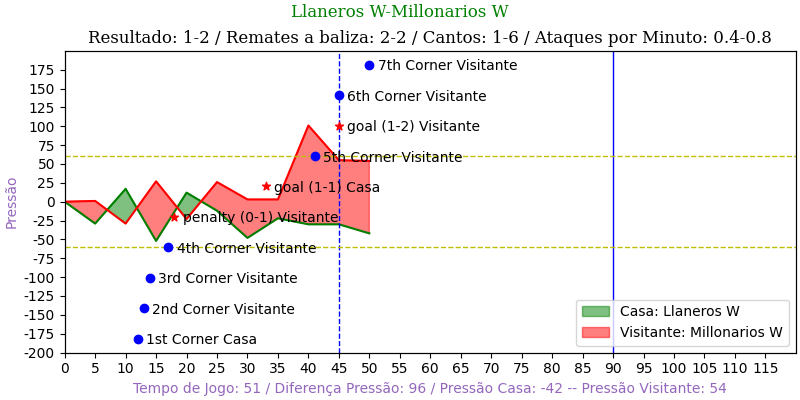 Llaneros W-Millonarios W
Resultado: 1-2 / Remates a baliza: 2-2 / Cantos: 1-6 / Ataques por Minuto: 0.4-0.8
Pressão
175
150
125
100
75
50
25
0
-25
-50
-75
-100
-125
-150
-175
-200
7th Corner Visitante
6th Corner Visitante
goal (1-2) Visitante
5th Corner Visitante
goal (1-1) Casa
penalty (0-1) Visitante
4th Corner Visitante
3rd Corner Visitante
2nd Corner Visitante
1st Corner Casa
Casa: Llaneros W
Visitante: Millonarios W
0 5 10 15 20 25 30 35 40 45 50 55 60 65 70 75 80 85 90 95 100 105 110 115
Tempo de Jogo: 51 / Diferença Pressão: 96 / Pressão Casa: -42 -- Pressão Visitante: 54